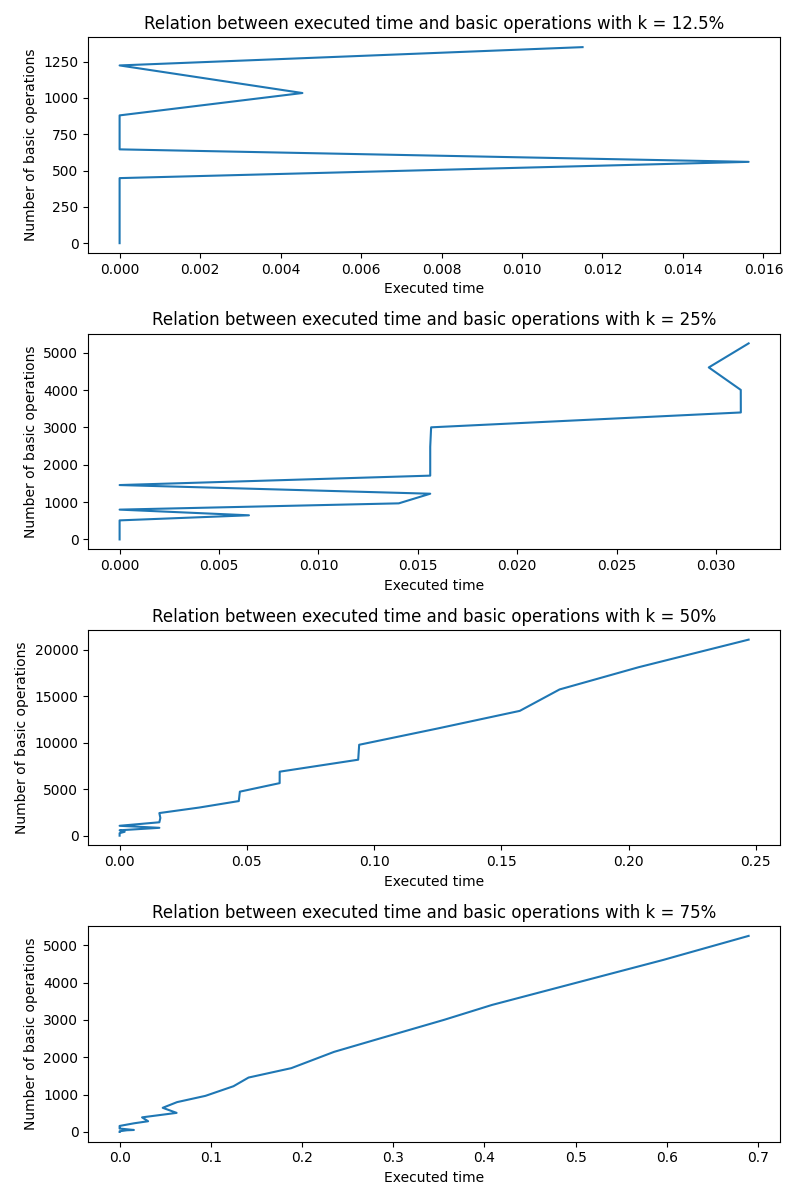 Relation between executed time and basic operations with k = 12.5%
Number of basic operations
1250
1000
750
500
250
0
0.000 0.002 0.004 0.006 0.008 0.010 0.012 0.014 0.016
Executed time
Relation between executed time and basic operations with k = 25%
Number of basic operations
5000
4000
3000
2000
1000
0
0.000 0.005 0.010 0.015 0.020 0.025 0.030
Executed time
Relation between executed time and basic operations with k = 50%
Number of basic operations
20000
15000
10000
5000
0
0.00 0.05 0.10 0.15 0.20 0.25
Executed time
Relation between executed time and basic operations with k = 75%
Number of basic operations
5000
4000
3000
2000
1000
0
0.0 0.1 0.2 0.3 0.4 0.5 0.6 0.7
Executed time